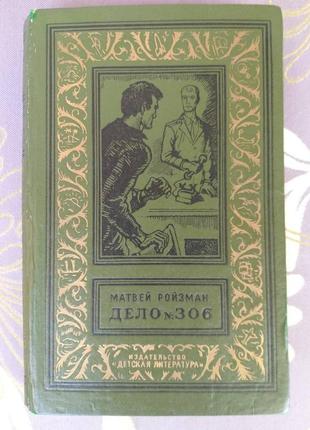 МАТВЕЙ РОЙЗМАН
ДЕЛО № 306
ИЗДАТЕЛЬСТВО
«ДЕТСКАЯ ЛИТЕРАТУРА»